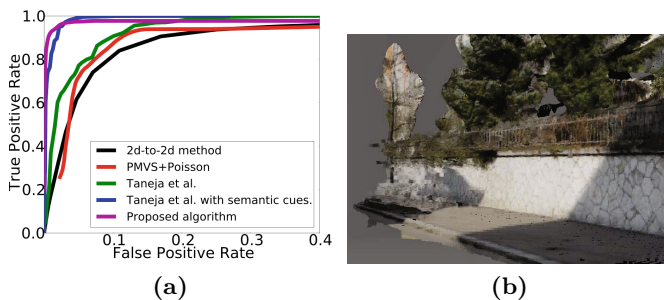 1.0
0.8
0.6
0.4
0.2
0.0
True Positive Rate
2d-to-2d method
PMVS+Poisson
Taneja et al.
Taneja et al. with semantic cues.
Proposed algorithm
0.1 0.2 0.3 0.4
False Positive Rate
(a) (b)